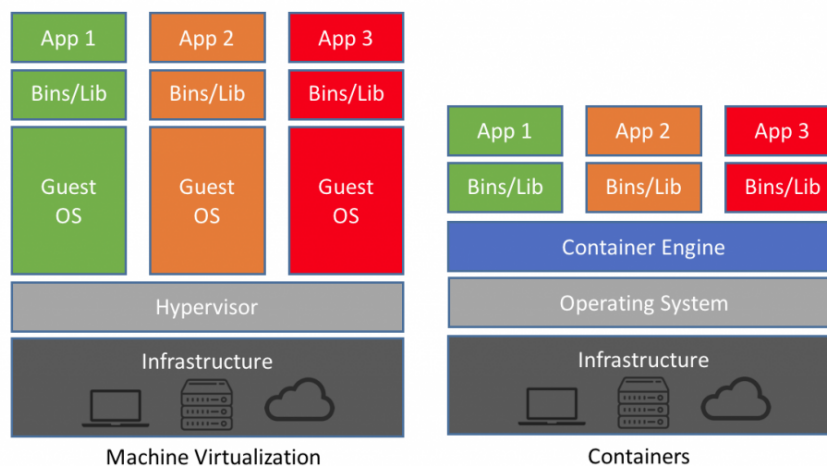 App 1
App 2
App 3
Bins/Lib
Bins/Lib
Bins/Lib
Guest
OS
Guest
OS
Guest
OS
Hypervisor
Infrastructure
Machine Virtualization
App 1
App 2
App 3
Bins/Lib
Bins/Lib
Bins/Lib
Container Engine
Operating System
Infrastructure
Containers